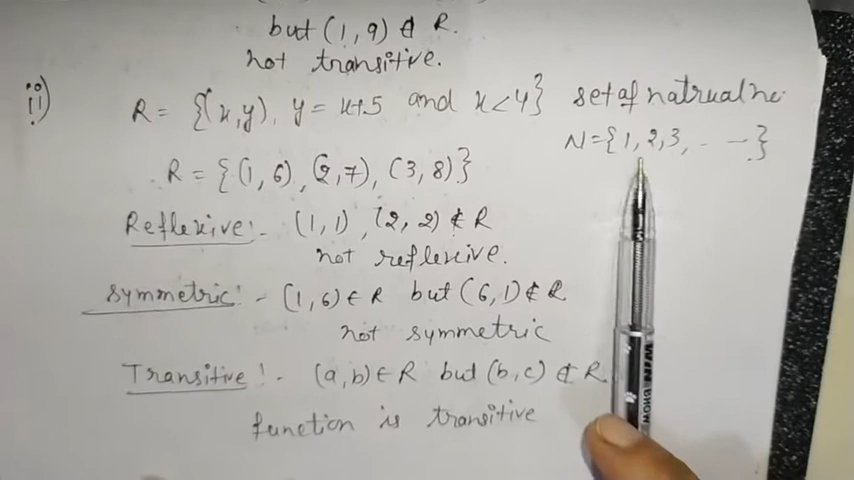 but (1, 9) ∉ R.
not transitive.
ii) R = {(x, y), y = x+5 and x < 4} set of natrual no.
N = {1, 2, 3, . . —}
R = {(1, 6), (2, 7), (3, 8)}
Reflexive:- (1, 1), (2, 2) ∉ R
not reflexive.
symmetric:- (1, 6) ∈ R but (6, 1) ∉ R
not symmetric
Transitive!- (a, b) ∈ R but (b, c) ∉ R
function is transitive